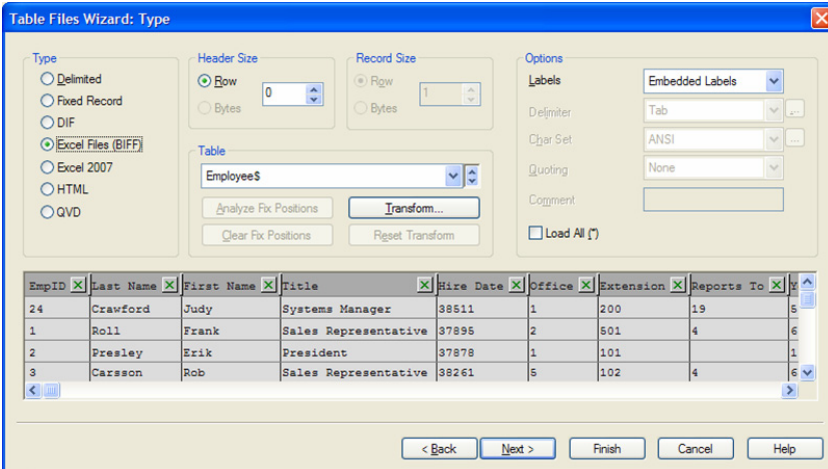 Table Files Wizard: Type
Type
Delimited
Fixed Record
DIF
Excel Files (BIFF)
Excel 2007
HTML
QVD
Header Size
Row
0
Bytes
Record Size
Row
1
Bytes
Table
Employee$
Analyze Fix Positions
Transform...
Clear Fix Positions
Reset Transform
Options
Labels
Embedded Labels
Delimiter
Tab
...
Char Set
ANSI
...
Quoting
None
Comment
Load All (*)
EmpID Last Name First Name Title Hire Date Office Extension Reports To Y
24 Crawford Judy Systems Manager 38511 1 200 19 5
1 Roll Frank Sales Representative 37895 2 501 4 6
2 Presley Erik President 37878 1 101 1
3 Carsson Rob Sales Representative 38261 5 102 4 6
< Back Next > Finish Cancel Help